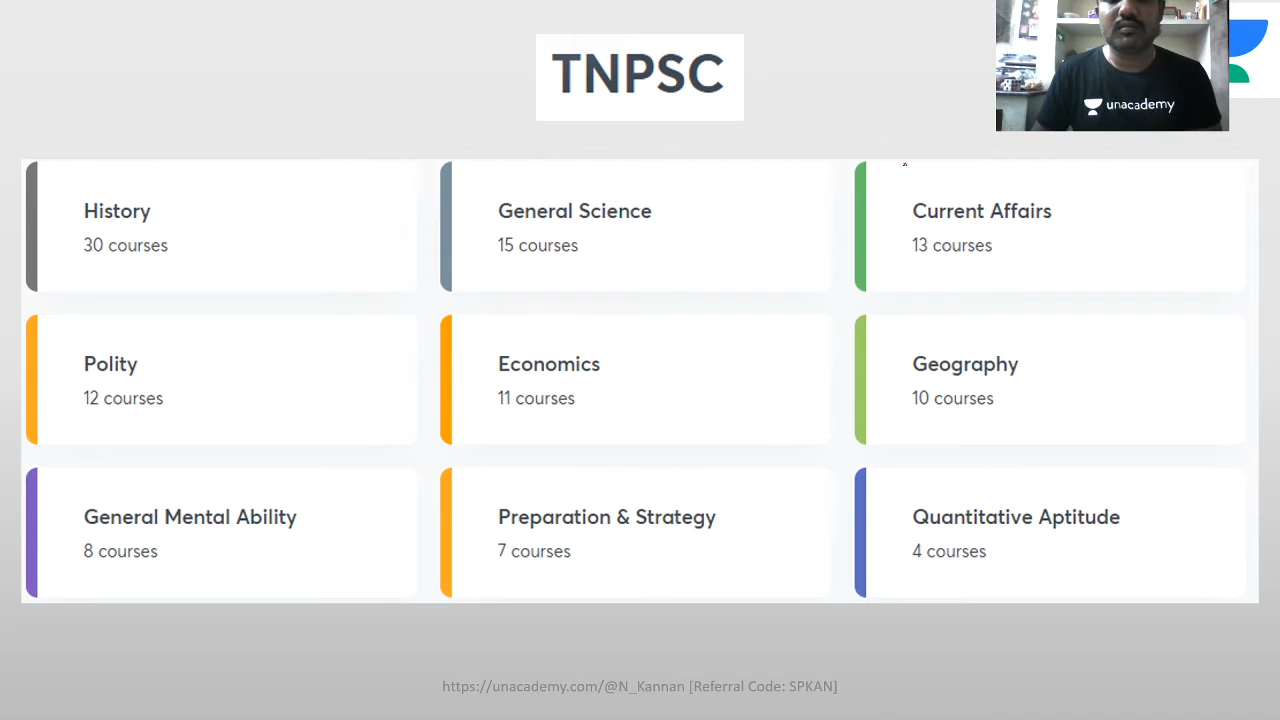 TNPSC
unacademy
History
30 courses
General Science
15 courses
Current Affairs
13 courses
Polity
12 courses
Economics
11 courses
Geography
10 courses
General Mental Ability
8 courses
Preparation & Strategy
7 courses
Quantitative Aptitude
4 courses
https://unacademy.com/@N_Kannan [Referral Code: SPKAN]